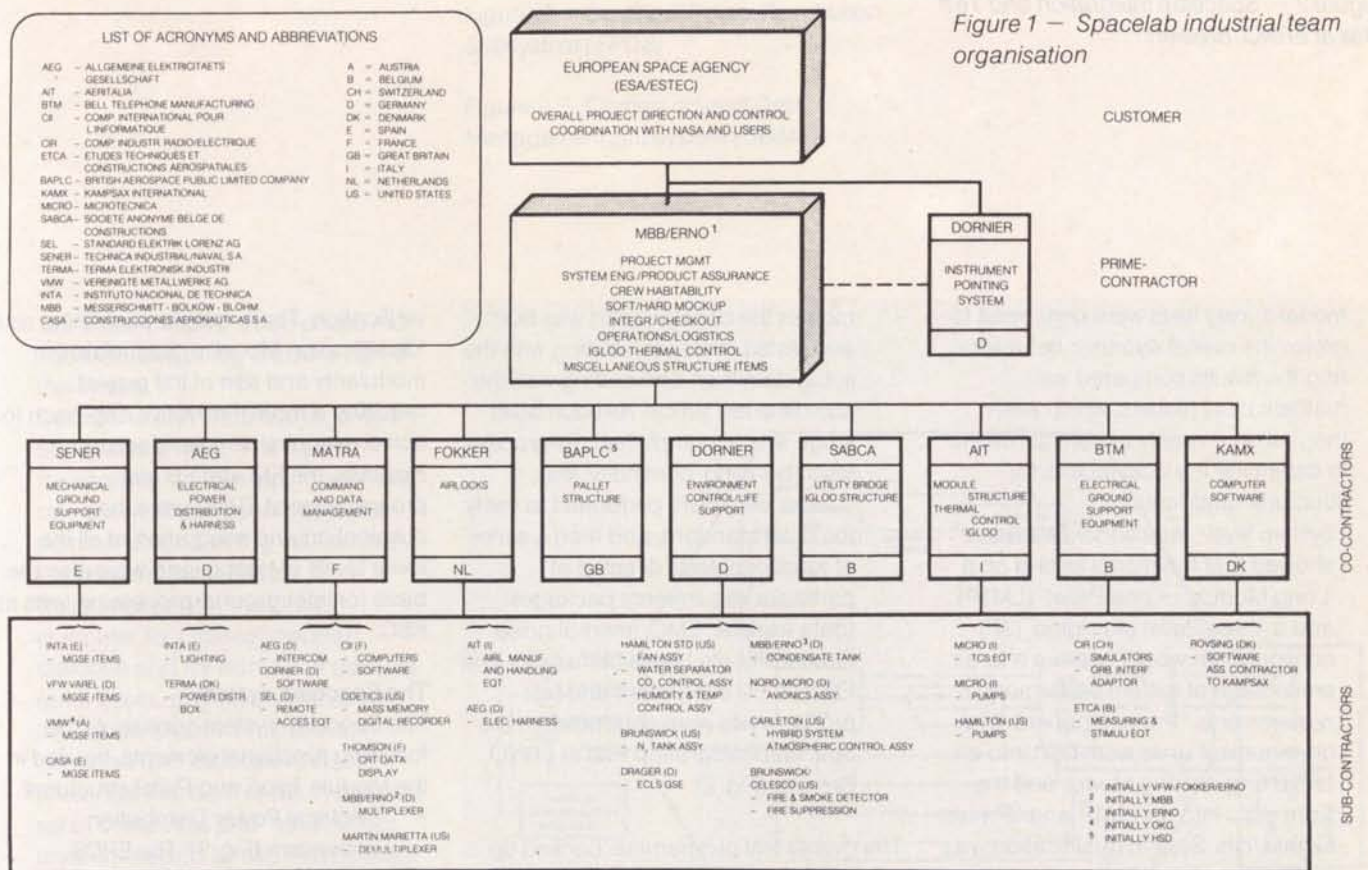 Figure 1 — Spacelab industrial team
organisation
LIST OF ACRONYMS AND ABBREVIATIONS
AEG – ALLGEMEINE ELEKTRICITAETS
GESELLSCHAFT
AIT – AERITALIA
BTM – BELL TELEPHONE MANUFACTURING
CII – COMP INTERNATIONAL POUR
L'INFORMATIQUE
CIR – COMP INDUSTR RADIO/ELECTRIQUE
ETCA – ETUDES TECHNIQUES ET
CONSTRUCTIONS AEROSPATIALES
BAPLC – BRITISH AEROSPACE PUBLIC LIMITED COMPANY
KAMX – KAMPSAX INTERNATIONAL
MICRO – MICROTECNICA
SABCA – SOCIETE ANONYME BELGE DE
CONSTRUCTIONS
SEL – STANDARD ELEKTRIK LORENZ AG
SENER – TECHNICA INDUSTRIAL/NAVAL S A
TERMA – TERMA ELEKTRONISK INDUSTRI
VMW – VEREINIGTE METALLWERKE AG
INTA – INSTITUTO NACIONAL DE TECHNICA
MBB – MESSERSCHMITT - BOLKOW - BLOHM
CASA – CONSTRUCCIONES AERONAUTICAS S A
A = AUSTRIA
B = BELGIUM
CH = SWITZERLAND
D = GERMANY
DK = DENMARK
E = SPAIN
F = FRANCE
GB = GREAT BRITAIN
I = ITALY
NL = NETHERLANDS
US = UNITED STATES
EUROPEAN SPACE AGENCY
(ESA/ESTEC)
OVERALL PROJECT DIRECTION AND CONTROL
COORDINATION WITH NASA AND USERS
CUSTOMER
MBB/ERNO 1
PROJECT MGMT
SYSTEM ENG./PRODUCT ASSURANCE
CREW HABITABILITY
SOFT/HARD MOCKUP
INTEGR/CHECKOUT
OPERATIONS/LOGISTICS
IGLOO THERMAL CONTROL
MISCELLANEOUS STRUCTURE ITEMS
DORNIER
INSTRUMENT
POINTING
SYSTEM
D
PRIME-
CONTRACTOR
SENER
MECHANICAL
GROUND
SUPPORT
EQUIPMENT
E
AEG
ELECTRICAL
POWER
DISTRIBUTION
& HARNESS
D
MATRA
COMMAND
AND DATA
MANAGEMENT
F
FOKKER
AIRLOCKS
NL
BAPLC 5
PALLET
STRUCTURE
GB
DORNIER
ENVIRONMENT
CONTROL/LIFE
SUPPORT
D
SABCA
UTILITY BRIDGE
IGLOO STRUCTURE
B
AIT
MODULE
STRUCTURE
THERMAL
CONTROL
IGLOO
I
BTM
ELECTRICAL
GROUND
SUPPORT
EQUIPMENT
B
KAMX
COMPUTER
SOFTWARE
DK
CO-CONTRACTORS
INTA (E)
– MGSE ITEMS
VFW VAREL (D)
– MGSE ITEMS
VMW 4 (A)
– MGSE ITEMS
CASA (E)
– MGSE ITEMS
INTA (E)
– LIGHTING
TERMA (DK)
– POWER DISTR.
BOX
AEG (D)
– INTERCOM
DORNIER (D)
– SOFTWARE
SEL (D)
– REMOTE
ACCES EQT
CII (F)
– COMPUTERS
– SOFTWARE
ODETICS (US)
– MASS MEMORY
– DIGITAL RECORDER
THOMSON (F)
– CRT DATA
DISPLAY
MBB/ERNO (D)
– MULTIPLEXER
MARTIN MARIETTA (US)
– DEMULTIPLEXER
AIT (I)
– AIRL MANUF
AND HANDLING
EQT
AEG (D)
– ELEC. HARNESS
HAMILTON STD (US)
– FAN ASSY
– WATER SEPARATOR
– CO2 CONTROL ASSY
– HUMIDITY & TEMP
CONTROL ASSY
BRUNSWICK (US)
– N2 TANK ASSY
DRAGER (D)
– ECLS GSE
MBB/ERNO 3 (D)
– CONDENSATE TANK
NORD-MICRO (D)
– AVIONICS ASSY
CARLETON (US)
– HYBRID SYSTEM
– ATMOSPHERIC CONTROL ASSY
BRUNSWICK/
CELESCO (US)
– FIRE & SMOKE DETECTOR
– FIRE SUPPRESSION
MICRO (I)
– TCS EQT
MICRO (I)
– PUMPS
HAMILTON (US)
– PUMPS
CIR (CH)
– SIMULATORS
– ORB. INTERF
ADAPTOR
ETCA (B)
– MEASURING &
STIMULI EQT
ROVSING (DK)
– SOFTWARE
ASS CONTRACTOR
TO KAMPSAX
1 INITIALLY VFW-FOKKER/ERNO
2 INITIALLY MBB
3 INITIALLY ERNO
4 INITIALLY OKG
5 INITIALLY HSD
SUB-CONTRACTORS